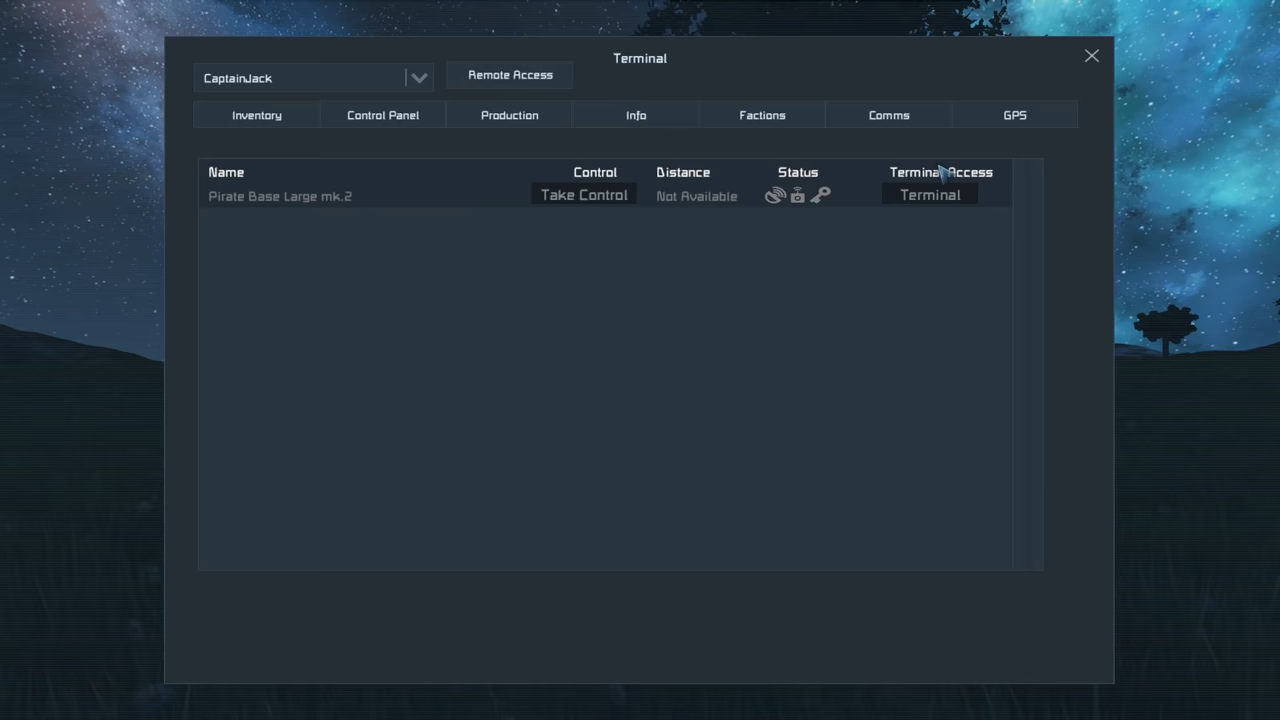 Terminal
CaptainJack
Remote Access
Inventory Control Panel Production Info Factions Comms GPS
Name Control Distance Status Terminal Access
Pirate Base Large mk.2 Take Control Not Available Terminal